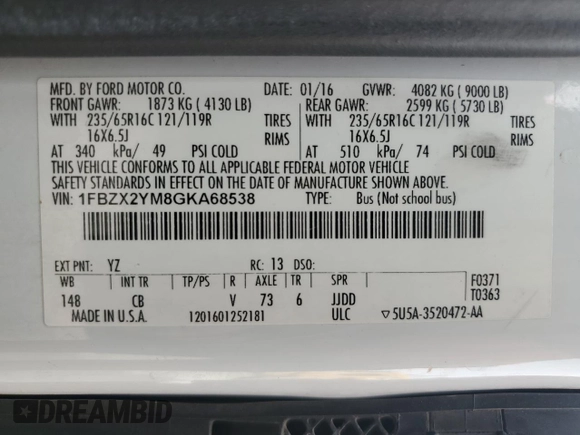 MFD. BY FORD MOTOR CO. DATE: 01/16 GVWR: 4082 KG ( 9000 LB)
FRONT GAWR: 1873 KG ( 4130 LB) REAR GAWR: 2599 KG ( 5730 LB)
WITH 235/65R16C 121/119R TIRES WITH 235/65R16C 121/119R TIRES
16X6.5J RIMS 16X6.5J RIMS
AT 340 kPa/ 49 PSI COLD AT 510 kPa/ 74 PSI COLD
THIS VEHICLE CONFORMS TO ALL APPLICABLE FEDERAL MOTOR VEHICLE
SAFETY STANDARDS IN EFFECT ON THE DATE OF MANUFACTURE SHOWN ABOVE.
VIN: 1FBZX2YM8GKA68538 TYPE: Bus (Not school bus)
EXT PNT: YZ RC: 13 DSO:
WB INT TR TP/PS R AXLE TR SPR F0371
148 CB V 73 6 JJDD T0363
MADE IN U.S.A. 1201601252181 ULC ▽5U5A-3520472-AA
DREAMBID